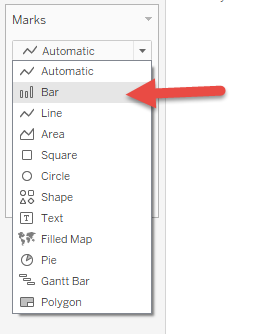 Marks
Automatic
Automatic
Bar
Line
Area
Square
Circle
Shape
Text
Filled Map
Pie
Gantt Bar
Polygon